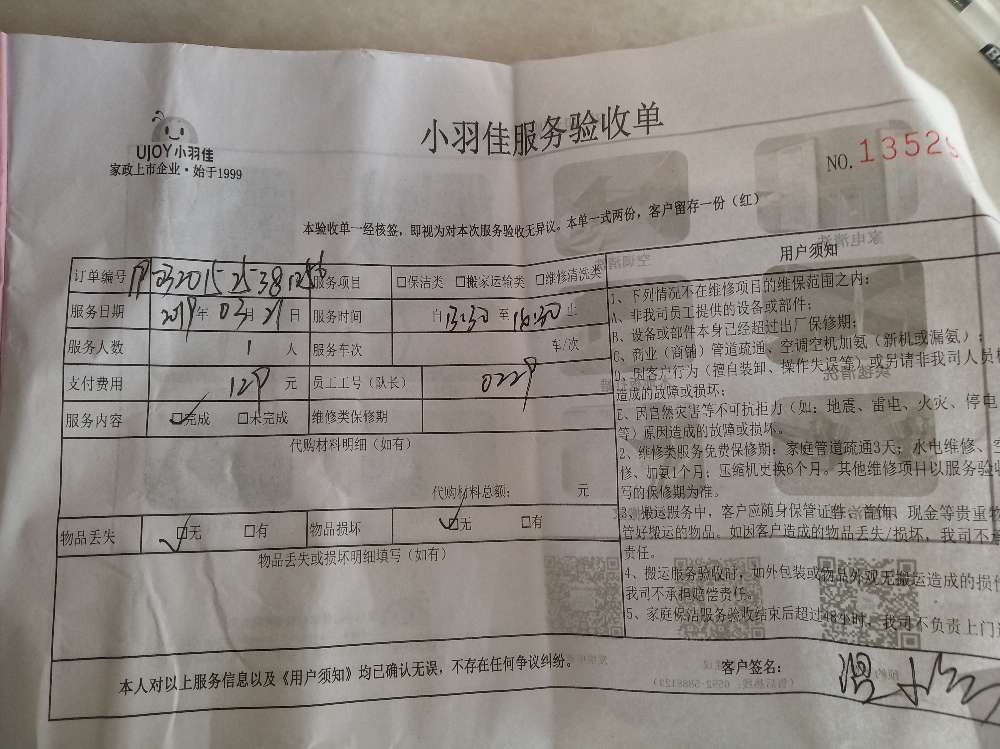 小羽佳服务验收单
UJOY小羽佳
家政上市企业·始于1999
NO. 13529
本验收单一经核签，即视为对本次服务验收无异议。本单一式两份，客户留存一份（红）
订单编号 服务项目 □保洁类 □搬家运输类 □维修清洗类
服务日期 2019年 03月 29日 服务时间 自 13:30 至 16:30 止
服务人数 1 人 服务车次 车/次
支付费用 129 元 员工工号（队长） 0229
服务内容 □完成 □未完成 维修类保修期
代购材料明细（如有）
代购材料总额： 元
物品丢失 □无 □有 物品损坏 □无 □有
物品丢失或损坏明细填写（如有）
用户须知
1、下列情况不在维修项目的维保范围之内：
A、非我司员工提供的设备或部件；
B、设备或部件本身已经超过出厂保修期；
C、商业（商铺）管道疏通、空调空机加氨（新机或漏氨）；
D、因客户行为（擅自装卸、操作失误等）或另请非我司人员
造成的故障或损坏；
E、因自然灾害等不可抗拒力（如：地震、雷电、火灾、停电
等）原因造成的故障或损坏。
2、维修类服务免费保修期：家庭管道疏通3天；水电维修、空
修、加氨1个月；压缩机更换6个月。其他维修项目以服务验收
写的保修期为准。
3、搬运服务中，客户应随身保管证件、首饰、现金等贵重物
管好搬运的物品。如因客户造成的物品丢失/损坏，我司不承
责任。
4、搬运服务验收时，如外包装或物品外观无搬运造成的损
我司不承担赔偿责任。
5、家庭保洁服务验收结束后超过48小时，我司不负责上门
本人对以上服务信息以及《用户须知》均已确认无误，不存在任何争议纠纷。 客户签名：